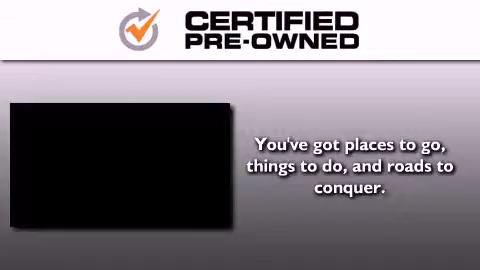 CERTIFIED
PRE-OWNED
You've got places to go,
things to do, and roads to
conquer.